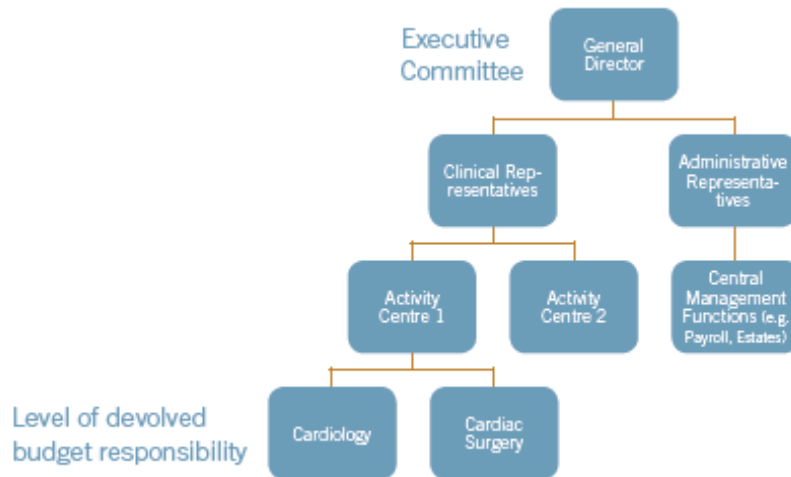 Executive
Committee
General
Director
Clinical Rep-
resentatives
Administrative
Representa-
tives
Activity
Centre 1
Activity
Centre 2
Central
Management
Functions (e.g.
Payroll, Estates)
Level of devolved
budget responsibility
Cardiology
Cardiac
Surgery